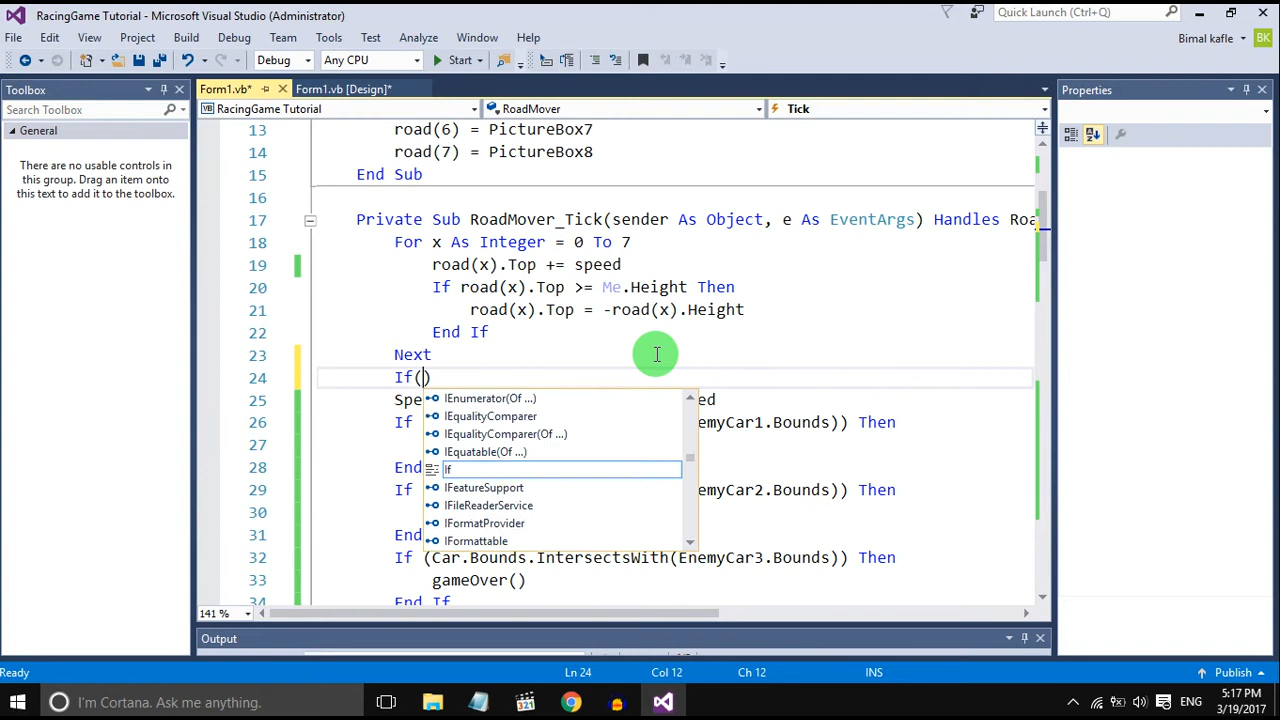 RacingGame Tutorial - Microsoft Visual Studio (Administrator)
Quick Launch (Ctrl+Q)
File Edit View Project Build Debug Team Tools Test Analyze Window Help
Bimal kafle BK
Debug Any CPU Start
Toolbox
Form1.vb* Form1.vb [Design]*
Properties
Search Toolbox
RacingGame Tutorial RoadMover Tick
General
There are no usable controls in
this group. Drag an item onto
this text to add it to the toolbox.
13 road(6) = PictureBox7
14 road(7) = PictureBox8
15 End Sub
16
17 Private Sub RoadMover_Tick(sender As Object, e As EventArgs) Handles Roa
18 For x As Integer = 0 To 7
19 road(x).Top += speed
20 If road(x).Top >= Me.Height Then
21 road(x).Top = -road(x).Height
22 End If
23 Next
24 If()
25 Spe ed
26 If emyCar1.Bounds)) Then
27
28 End
29 If emyCar2.Bounds)) Then
30
31 End
32 If (Car.Bounds.IntersectsWith(EnemyCar3.Bounds)) Then
33 gameOver()
34 End If
IEnumerator(Of ...)
IEqualityComparer
IEqualityComparer(Of ...)
IEquatable(Of ...)
If
IFeatureSupport
IFileReaderService
IFormatProvider
IFormattable
141 %
Output
Ready Ln 24 Col 12 Ch 12 INS Publish
I'm Cortana. Ask me anything.
321
ENG
5:17 PM
3/19/2017